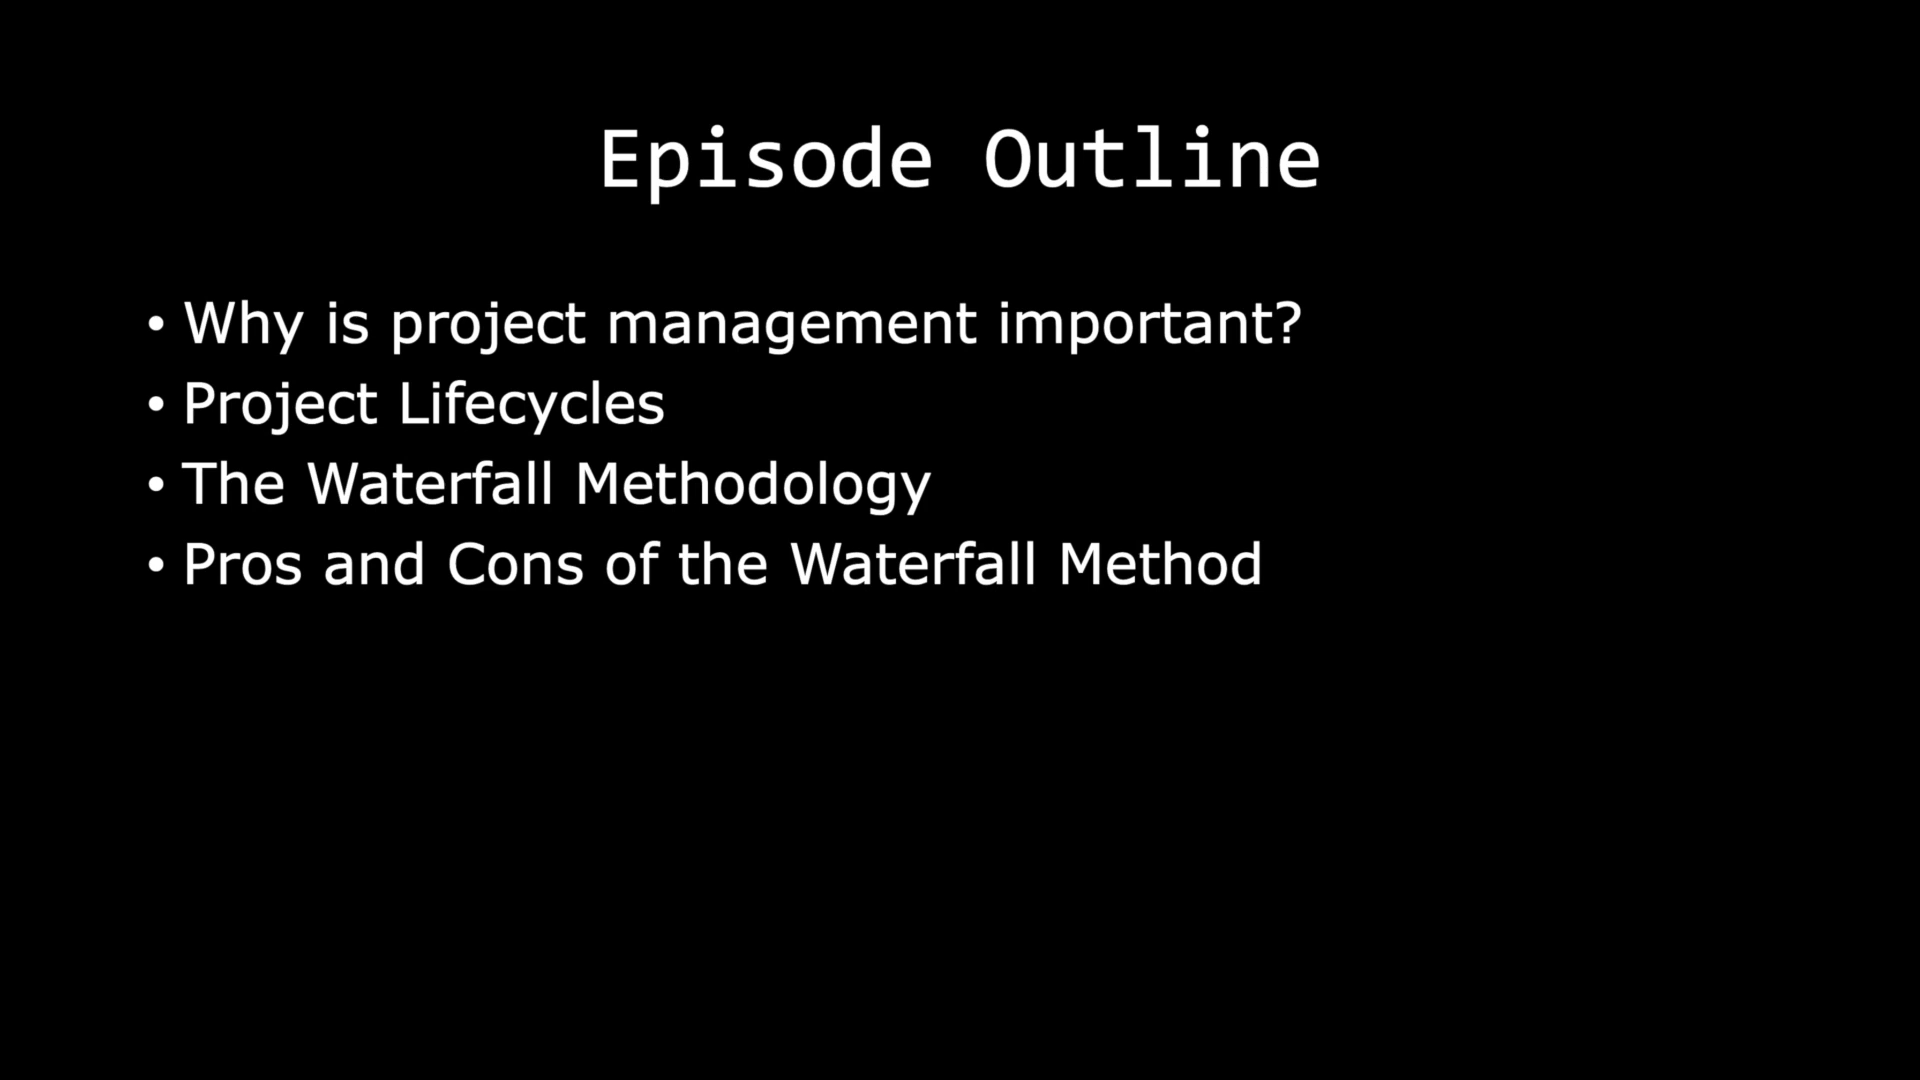 Episode Outline
• Why is project management important?
• Project Lifecycles
• The Waterfall Methodology
• Pros and Cons of the Waterfall Method